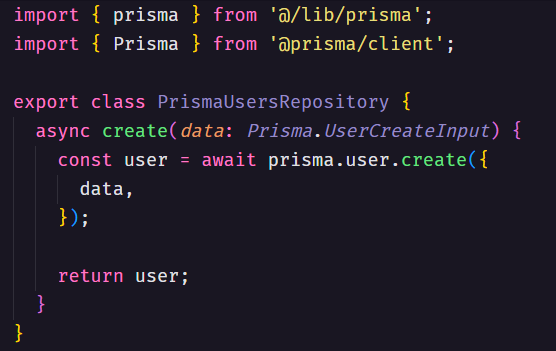 import { prisma } from '@/lib/prisma';
import { Prisma } from '@prisma/client';

export class PrismaUsersRepository {
  async create(data: Prisma.UserCreateInput) {
    const user = await prisma.user.create({
      data,
    });

    return user;
  }
}